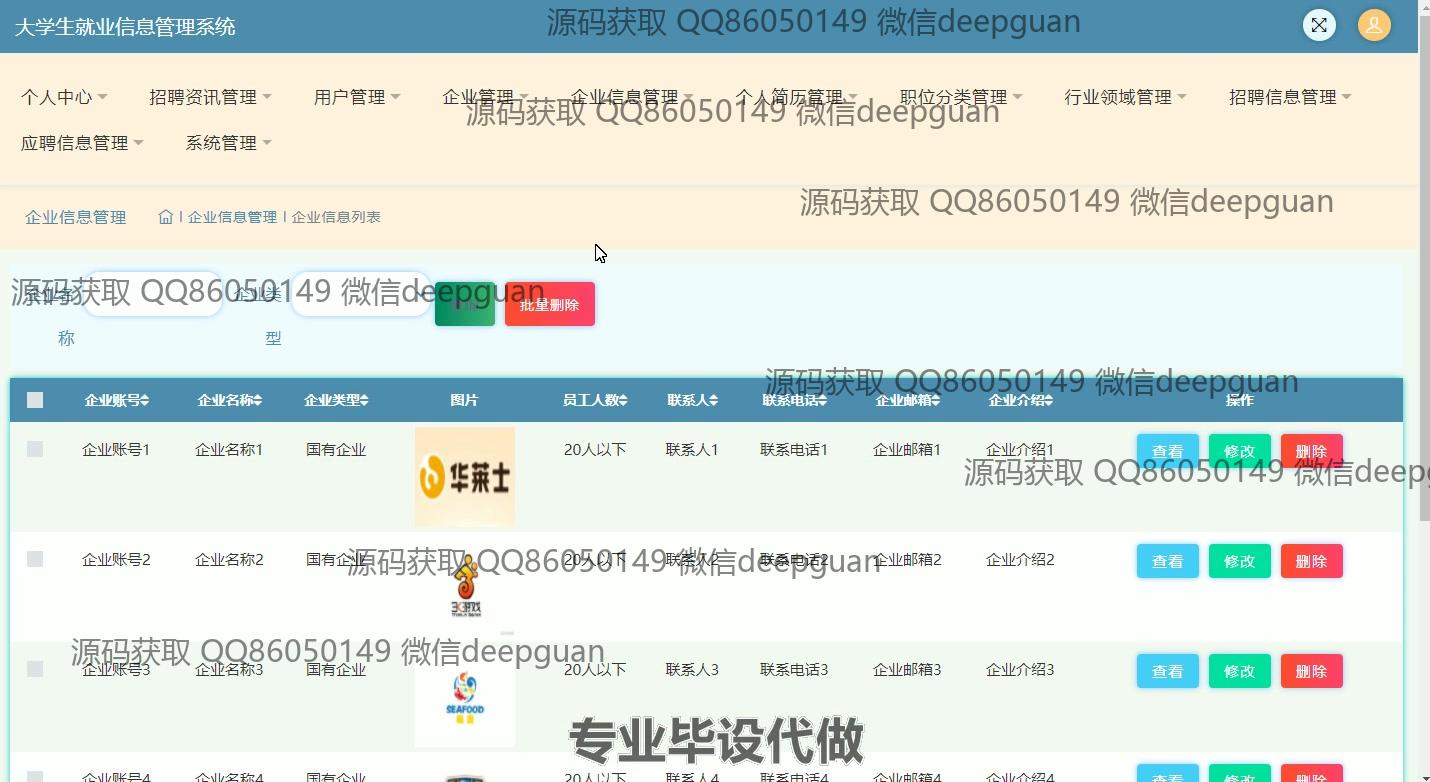 大学生就业信息管理系统
源码获取 QQ86050149 微信deepguan
个人中心 招聘资讯管理 用户管理 企业管理 企业信息管理 个人简历管理 职位分类管理 行业领域管理 招聘信息管理
源码获取 QQ86050149 微信deepguan
应聘信息管理 系统管理
源码获取 QQ86050149 微信deepguan
企业信息管理 企业信息管理 企业信息列表
源码获取 QQ86050149 微信deepguan
企业名称 企业类型 批量删除
源码获取 QQ86050149 微信deepguan
企业账号 企业名称 企业类型 图片 员工人数 联系人 联系电话 企业邮箱 企业介绍 操作
企业账号1 企业名称1 国有企业 20人以下 联系人1 联系电话1 企业邮箱1 企业介绍1 查看 修改 删除
华莱士
源码获取 QQ86050149 微信deepg
企业账号2 企业名称2 国有企业 20人以下 联系人2 联系电话2 企业邮箱2 企业介绍2 查看 修改 删除
源码获取 QQ86050149 微信deepguan
3K游戏
源码获取 QQ86050149 微信deepguan
企业账号3 企业名称3 国有企业 20人以下 联系人3 联系电话3 企业邮箱3 企业介绍3 查看 修改 删除
SEAFOOD
专业毕设代做
企业账号4 企业名称4 国有企业 20人以下 联系人4 联系电话4 企业邮箱4 企业介绍4 查看 修改 删除